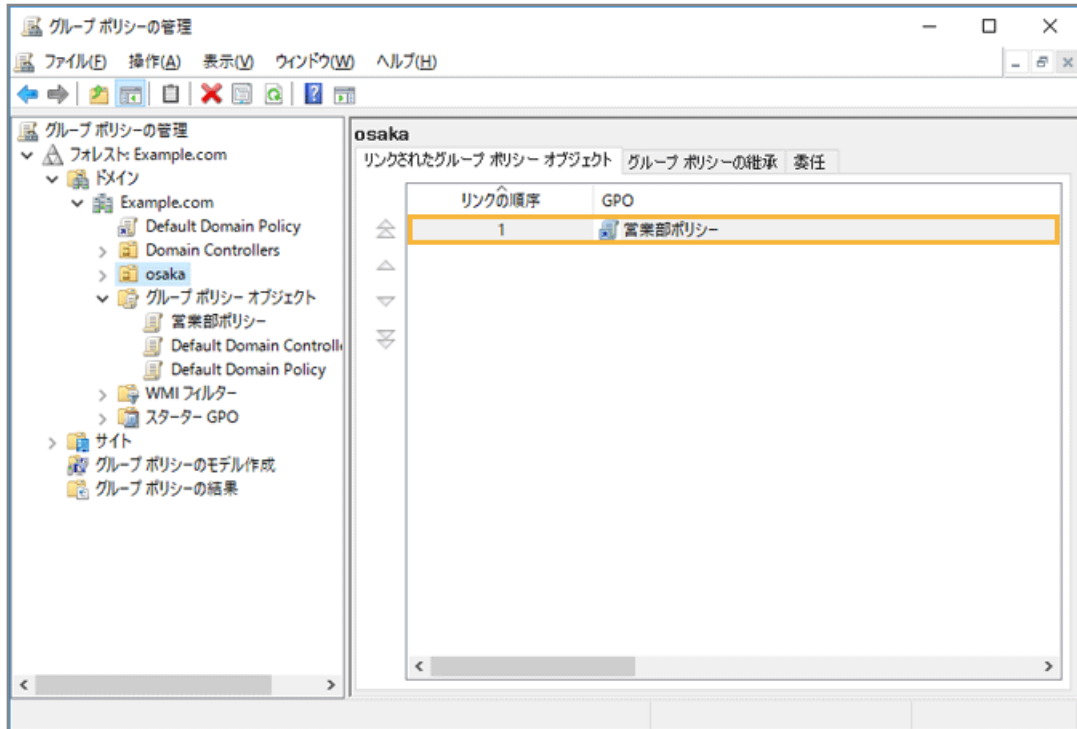 グループ ポリシーの管理
ファイル(F) 操作(A) 表示(V) ウインドウ(W) ヘルプ(H)
グループ ポリシーの管理
フォレスト: Example.com
ドメイン
Example.com
Default Domain Policy
Domain Controllers
osaka
グループ ポリシー オブジェクト
営業部ポリシー
Default Domain Controll
Default Domain Policy
WMI フィルター
スターター GPO
サイト
グループ ポリシーのモデル作成
グループ ポリシーの結果
osaka
リンクされたグループ ポリシー オブジェクト グループ ポリシーの継承 委任
リンクの順序 GPO
1 営業部ポリシー